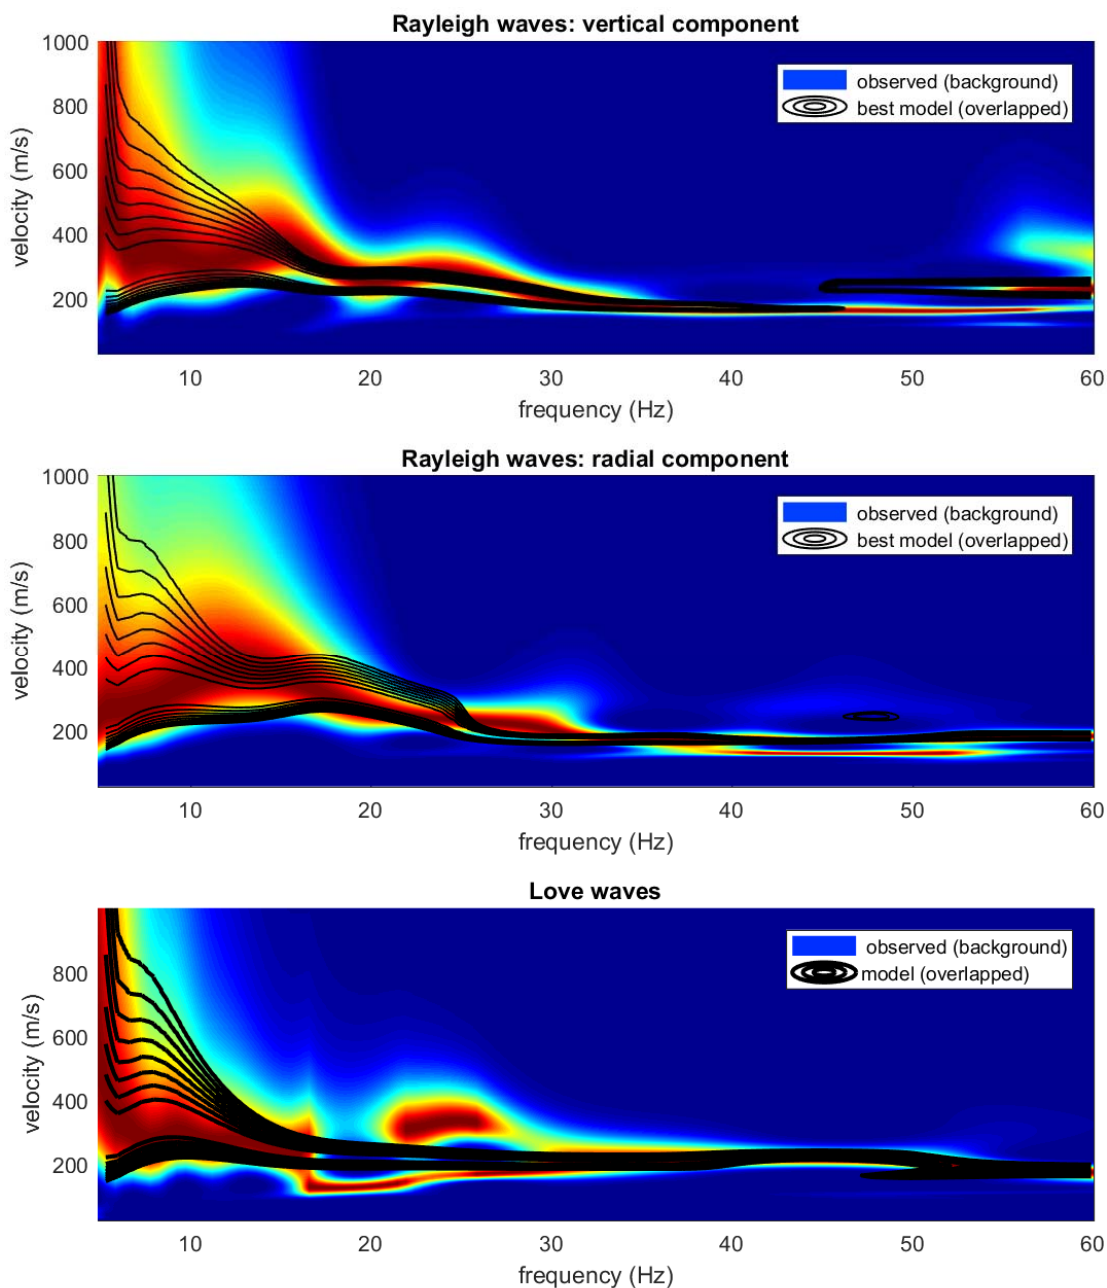 Rayleigh waves: vertical component
1000
800
600
400
200
velocity (m/s)
observed (background)
best model (overlapped)
10 20 30 40 50 60
frequency (Hz)
Rayleigh waves: radial component
1000
800
600
400
200
velocity (m/s)
observed (background)
best model (overlapped)
10 20 30 40 50 60
frequency (Hz)
Love waves
800
600
400
200
velocity (m/s)
observed (background)
model (overlapped)
10 20 30 40 50 60
frequency (Hz)